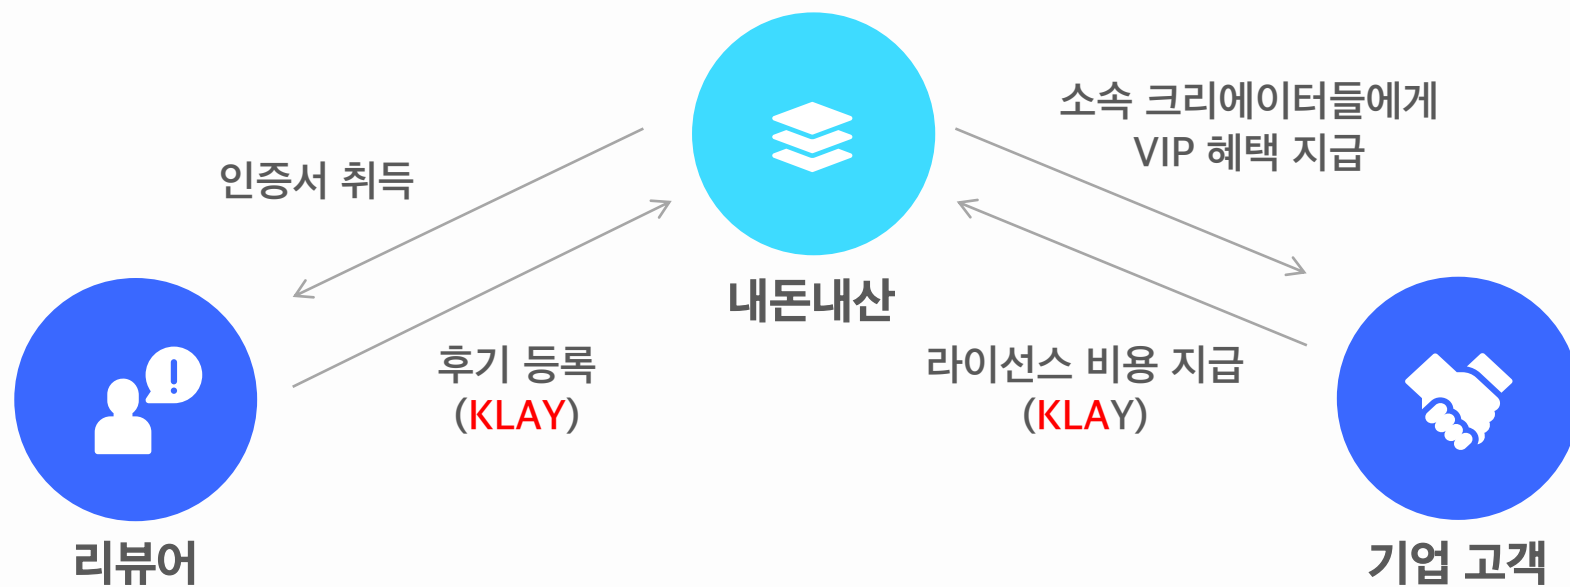 소속 크리에이터들에게
VIP 혜택 지급
인증서 취득
내돈내산
후기 등록
(KLAY)
라이선스 비용 지급
(KLAY)
리뷰어
기업 고객